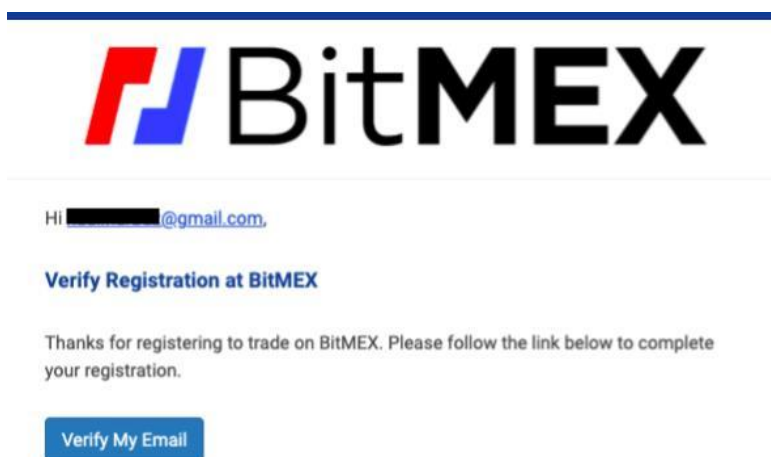 BitMEX
Hi @gmail.com,
Verify Registration at BitMEX
Thanks for registering to trade on BitMEX. Please follow the link below to complete
your registration.
Verify My Email